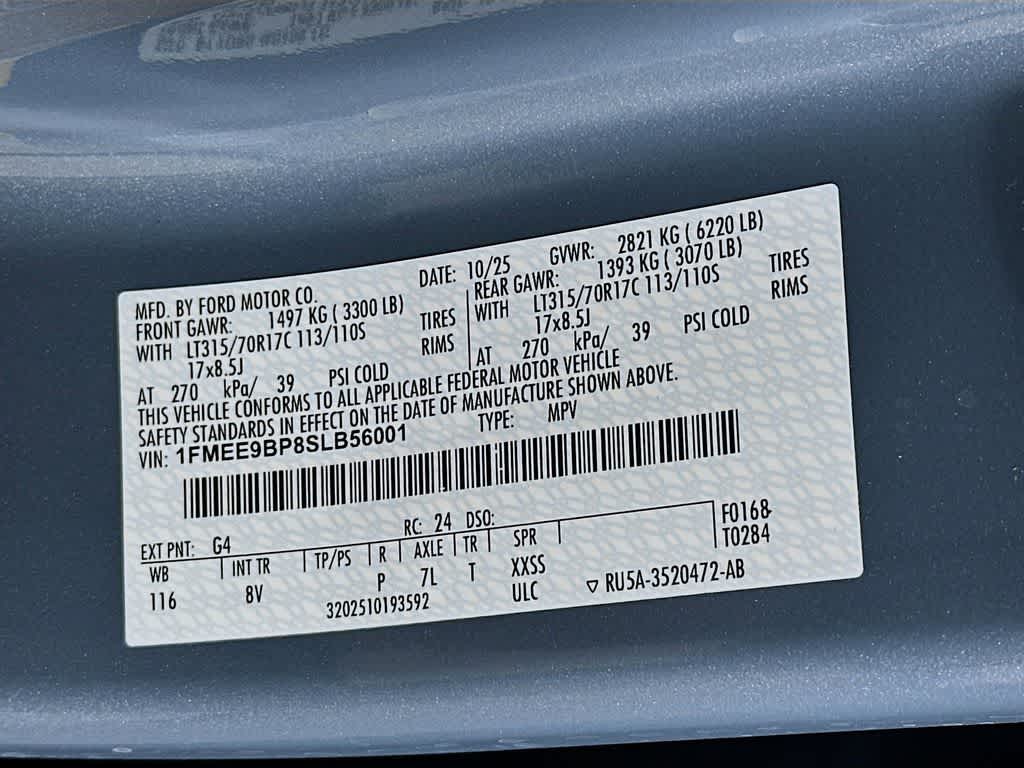 MFD. BY FORD MOTOR CO. DATE: 10/25 GVWR: 2821 KG ( 6220 LB)
FRONT GAWR: 1497 KG ( 3300 LB) REAR GAWR: 1393 KG ( 3070 LB)
WITH LT315/70R17C 113/110S TIRES WITH LT315/70R17C 113/110S TIRES
17x8.5J RIMS 17x8.5J RIMS
AT 270 kPa/ 39 PSI COLD AT 270 kPa/ 39 PSI COLD
THIS VEHICLE CONFORMS TO ALL APPLICABLE FEDERAL MOTOR VEHICLE
SAFETY STANDARDS IN EFFECT ON THE DATE OF MANUFACTURE SHOWN ABOVE.
VIN: 1FMEE9BP8SLB56001 TYPE: MPV
EXT PNT: G4 RC: 24 DSO: F0168
WB INT TR TP/PS R AXLE TR SPR T0284
116 8V P 7L T XXSS
3202510193592 ULC ▽ RU5A-3520472-AB